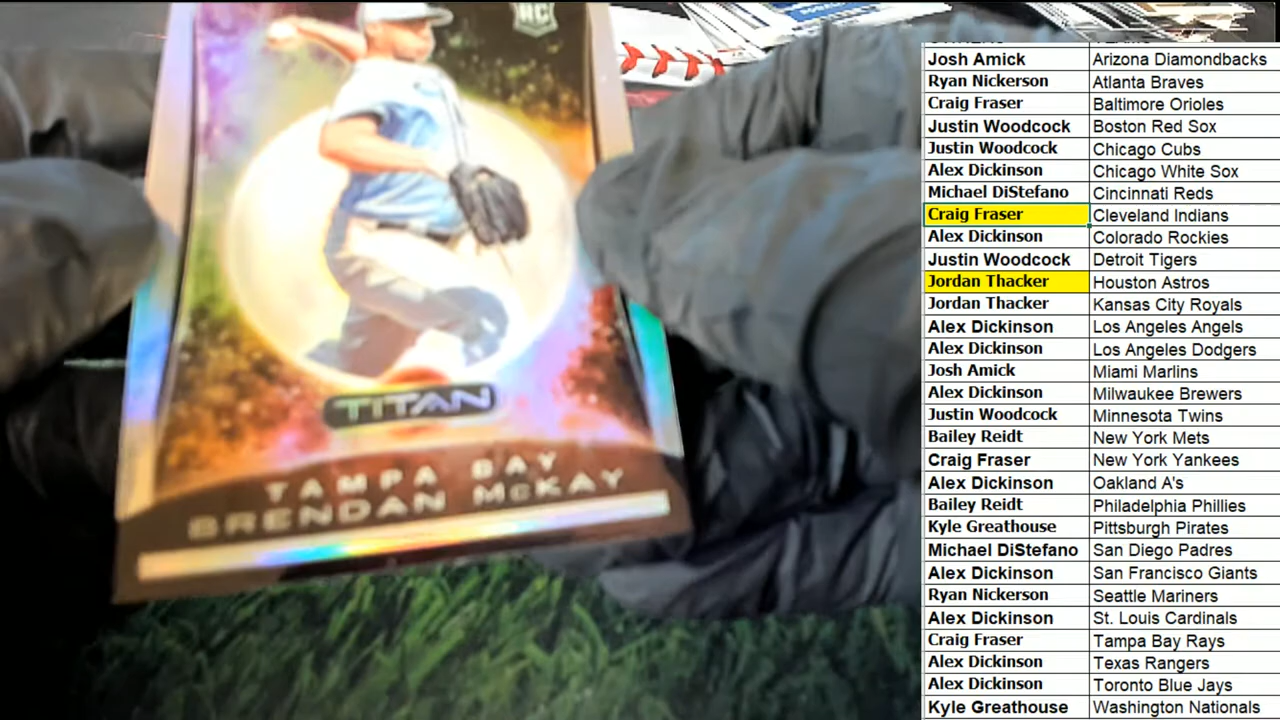 RC
TITAN
TAMPA BAY
BRENDAN McKAY
Josh Amick Arizona Diamondbacks
Ryan Nickerson Atlanta Braves
Craig Fraser Baltimore Orioles
Justin Woodcock Boston Red Sox
Justin Woodcock Chicago Cubs
Alex Dickinson Chicago White Sox
Michael DiStefano Cincinnati Reds
Craig Fraser Cleveland Indians
Alex Dickinson Colorado Rockies
Justin Woodcock Detroit Tigers
Jordan Thacker Houston Astros
Jordan Thacker Kansas City Royals
Alex Dickinson Los Angeles Angels
Alex Dickinson Los Angeles Dodgers
Josh Amick Miami Marlins
Alex Dickinson Milwaukee Brewers
Justin Woodcock Minnesota Twins
Bailey Reidt New York Mets
Craig Fraser New York Yankees
Alex Dickinson Oakland A's
Bailey Reidt Philadelphia Phillies
Kyle Greathouse Pittsburgh Pirates
Michael DiStefano San Diego Padres
Alex Dickinson San Francisco Giants
Ryan Nickerson Seattle Mariners
Alex Dickinson St. Louis Cardinals
Craig Fraser Tampa Bay Rays
Alex Dickinson Texas Rangers
Alex Dickinson Toronto Blue Jays
Kyle Greathouse Washington Nationals